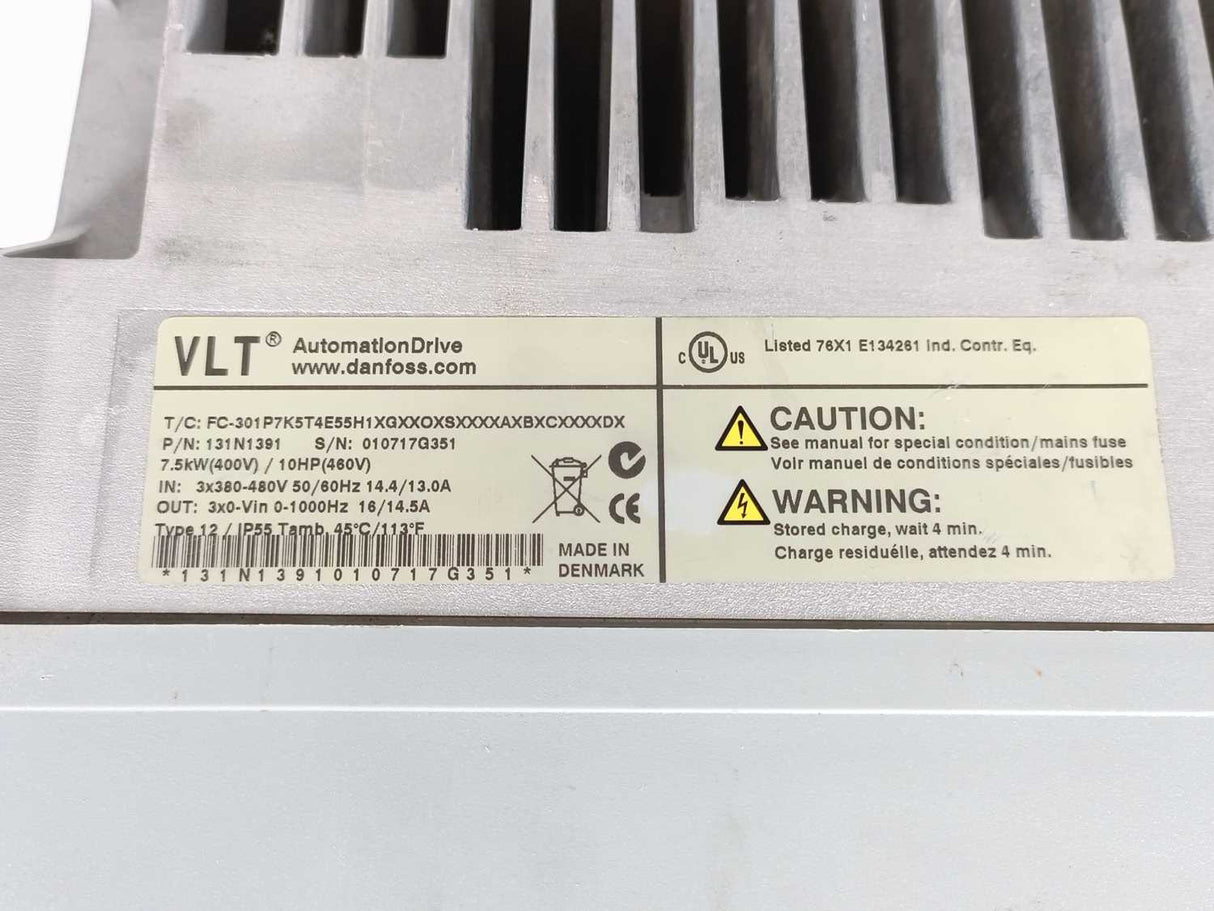 VLT® AutomationDrive
www.danfoss.com
T/C: FC-301P7K5T4E55H1XGXXOXSXXXXAXBXCXXXXDX
P/N: 131N1391 S/N: 010717G351
7.5kW(400V) / 10HP(460V)
IN: 3x380-480V 50/60Hz 14.4/13.0A
OUT: 3x0-Vin 0-1000Hz 16/14.5A
Type 12 / IP55 Tamb. 45°C/113°F
*131N1391010717G351*
MADE IN
DENMARK
CE
c UL US Listed 76X1 E134261 Ind. Contr. Eq.
CAUTION:
See manual for special condition/mains fuse
Voir manuel de conditions spéciales/fusibles
WARNING:
Stored charge, wait 4 min.
Charge residuélle, attendez 4 min.